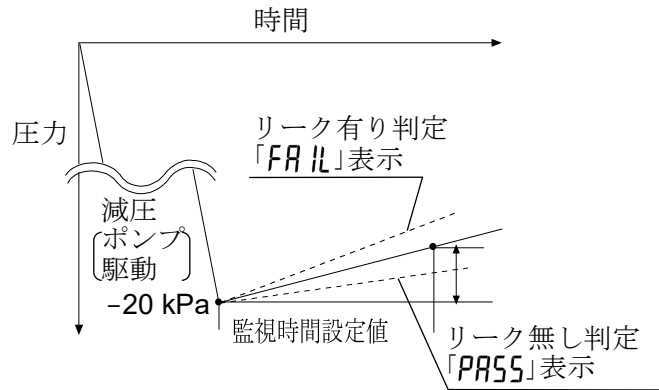 時間
圧力
リーク有り判定
「FAIL」表示
減圧
ポンプ
駆動
−20 kPa
監視時間設定値
リーク無し判定
「PASS」表示